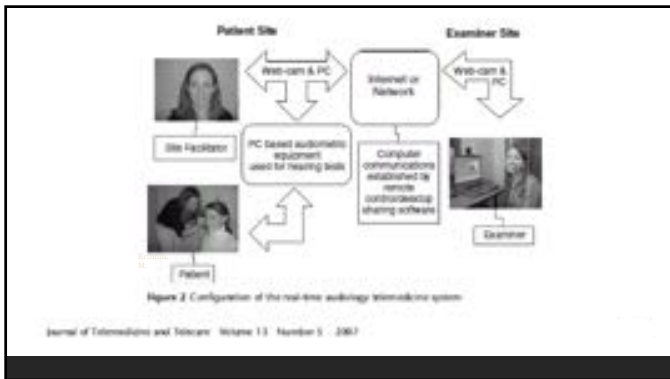 Patient Site
Examiner Site
Web-cam & PC
Internet or
Network
Web-cam &
PC
Site Facilitator
PC based audiometric
equipment
used for hearing tests
Computer
communications
established by
remote
control/desktop
sharing software
Examiner
Patient
Figure 2 Configuration of the real-time audiology telemedicine system
Journal of Telemedicine and Telecare Volume 13 Number 5 2007